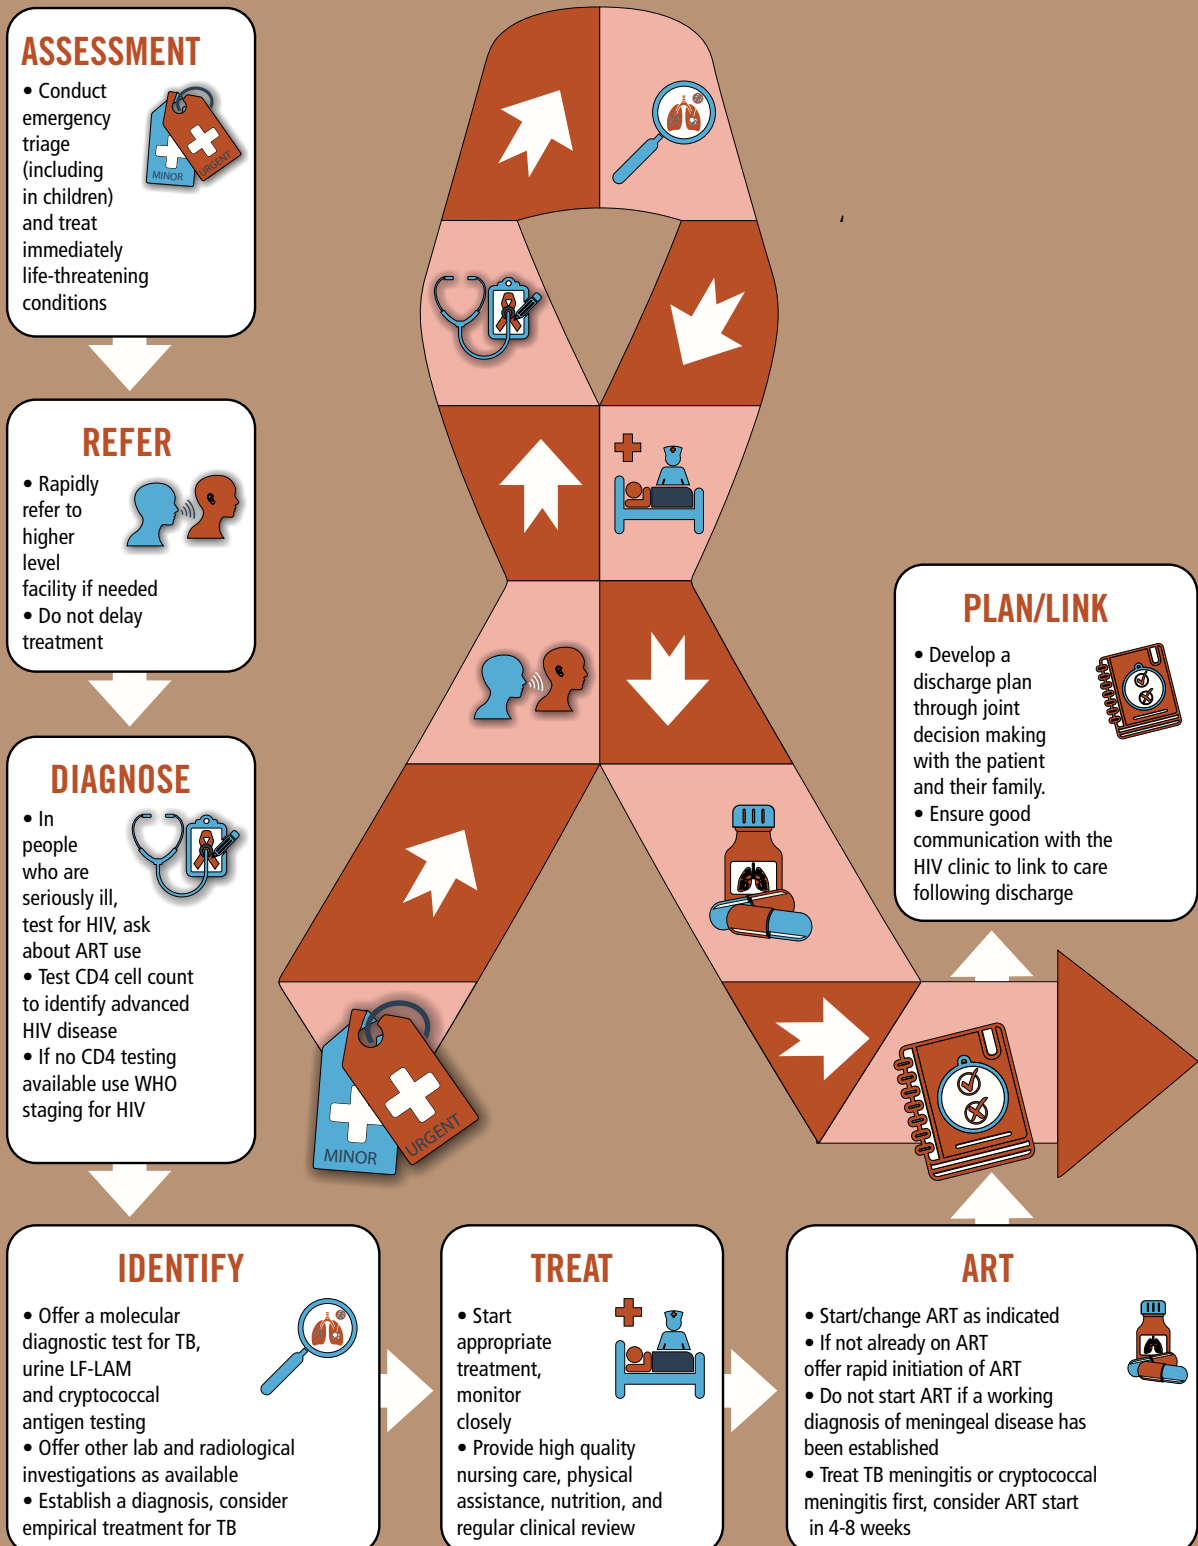 ASSESSMENT
• Conduct
emergency
triage
(including
in children)
and treat
immediately
life-threatening
conditions
MINOR
URGENT
REFER
• Rapidly
refer to
higher
level
facility if needed
• Do not delay
treatment
DIAGNOSE
• In
people
who are
seriously ill,
test for HIV, ask
about ART use
• Test CD4 cell count
to identify advanced
HIV disease
• If no CD4 testing
available use WHO
staging for HIV
MINOR
URGENT
IDENTIFY
• Offer a molecular
diagnostic test for TB,
urine LF-LAM
and cryptococcal
antigen testing
• Offer other lab and radiological
investigations as available
• Establish a diagnosis, consider
empirical treatment for TB
TREAT
• Start
appropriate
treatment,
monitor
closely
• Provide high quality
nursing care, physical
assistance, nutrition, and
regular clinical review
ART
• Start/change ART as indicated
• If not already on ART
offer rapid initiation of ART
• Do not start ART if a working
diagnosis of meningeal disease has
been established
• Treat TB meningitis or cryptococcal
meningitis first, consider ART start
in 4-8 weeks
PLAN/LINK
• Develop a
discharge plan
through joint
decision making
with the patient
and their family.
• Ensure good
communication with the
HIV clinic to link to care
following discharge